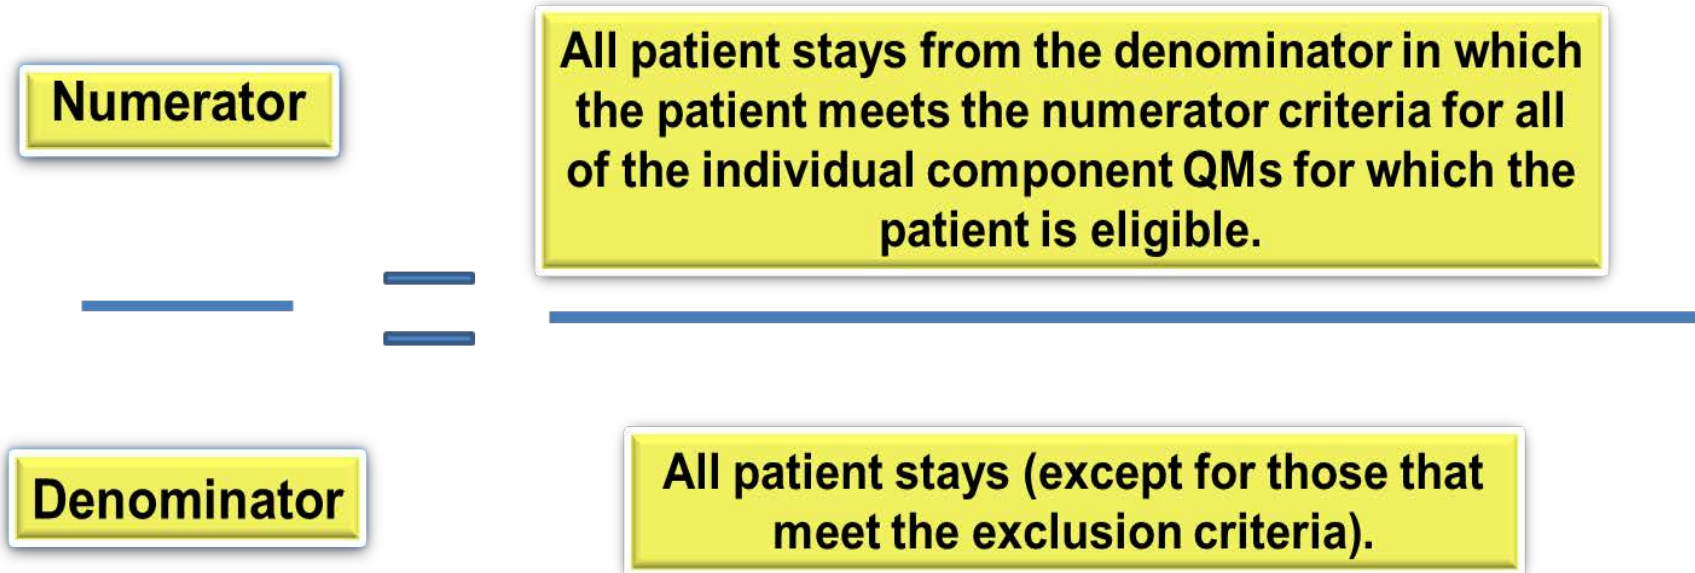 Numerator
All patient stays from the denominator in which
the patient meets the numerator criteria for all
of the individual component QMs for which the
patient is eligible.
Denominator
All patient stays (except for those that
meet the exclusion criteria).